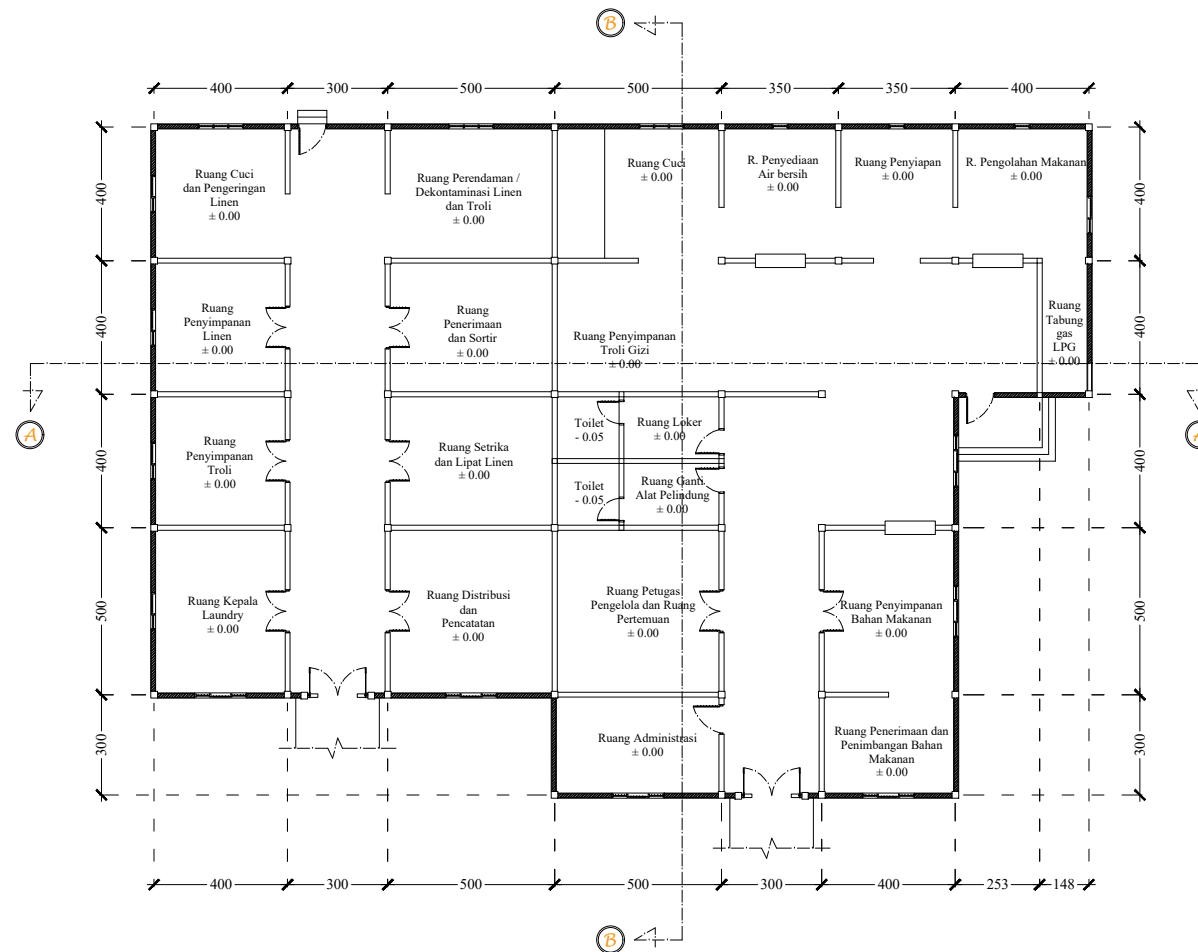 B
400
300
500
500
350
350
400
Ruang Cuci
dan Pengeringan
Linen
± 0.00
Ruang Perendaman /
Dekontaminasi Linen
dan Troli
± 0.00
Ruang Cuci
± 0.00
R. Penyediaan
Air bersih
± 0.00
Ruang Penyiapan
± 0.00
R. Pengolahan Makanan
± 0.00
400
400
Ruang
Penyimpanan
Linen
± 0.00
Ruang
Penerimaan
dan Sortir
± 0.00
Ruang Penyimpanan
Troli Gizi
± 0.00
Ruang
Tabung
gas
LPG
± 0.00
400
400
A
A
Ruang
Penyimpanan
Troli
± 0.00
Ruang Setrika
dan Lipat Linen
± 0.00
Toilet
- 0.05
Ruang Loker
± 0.00
Toilet
- 0.05
Ruang Ganti
Alat Pelindung
± 0.00
400
400
Ruang Kepala
Laundry
± 0.00
Ruang Distribusi
dan
Pencatatan
± 0.00
Ruang Petugas
Pengelola dan Ruang
Pertemuan
± 0.00
Ruang Penyimpanan
Bahan Makanan
± 0.00
500
500
Ruang Administrasi
± 0.00
Ruang Penerimaan dan
Penimbangan Bahan
Makanan
± 0.00
300
300
400
300
500
500
300
400
253
148
B